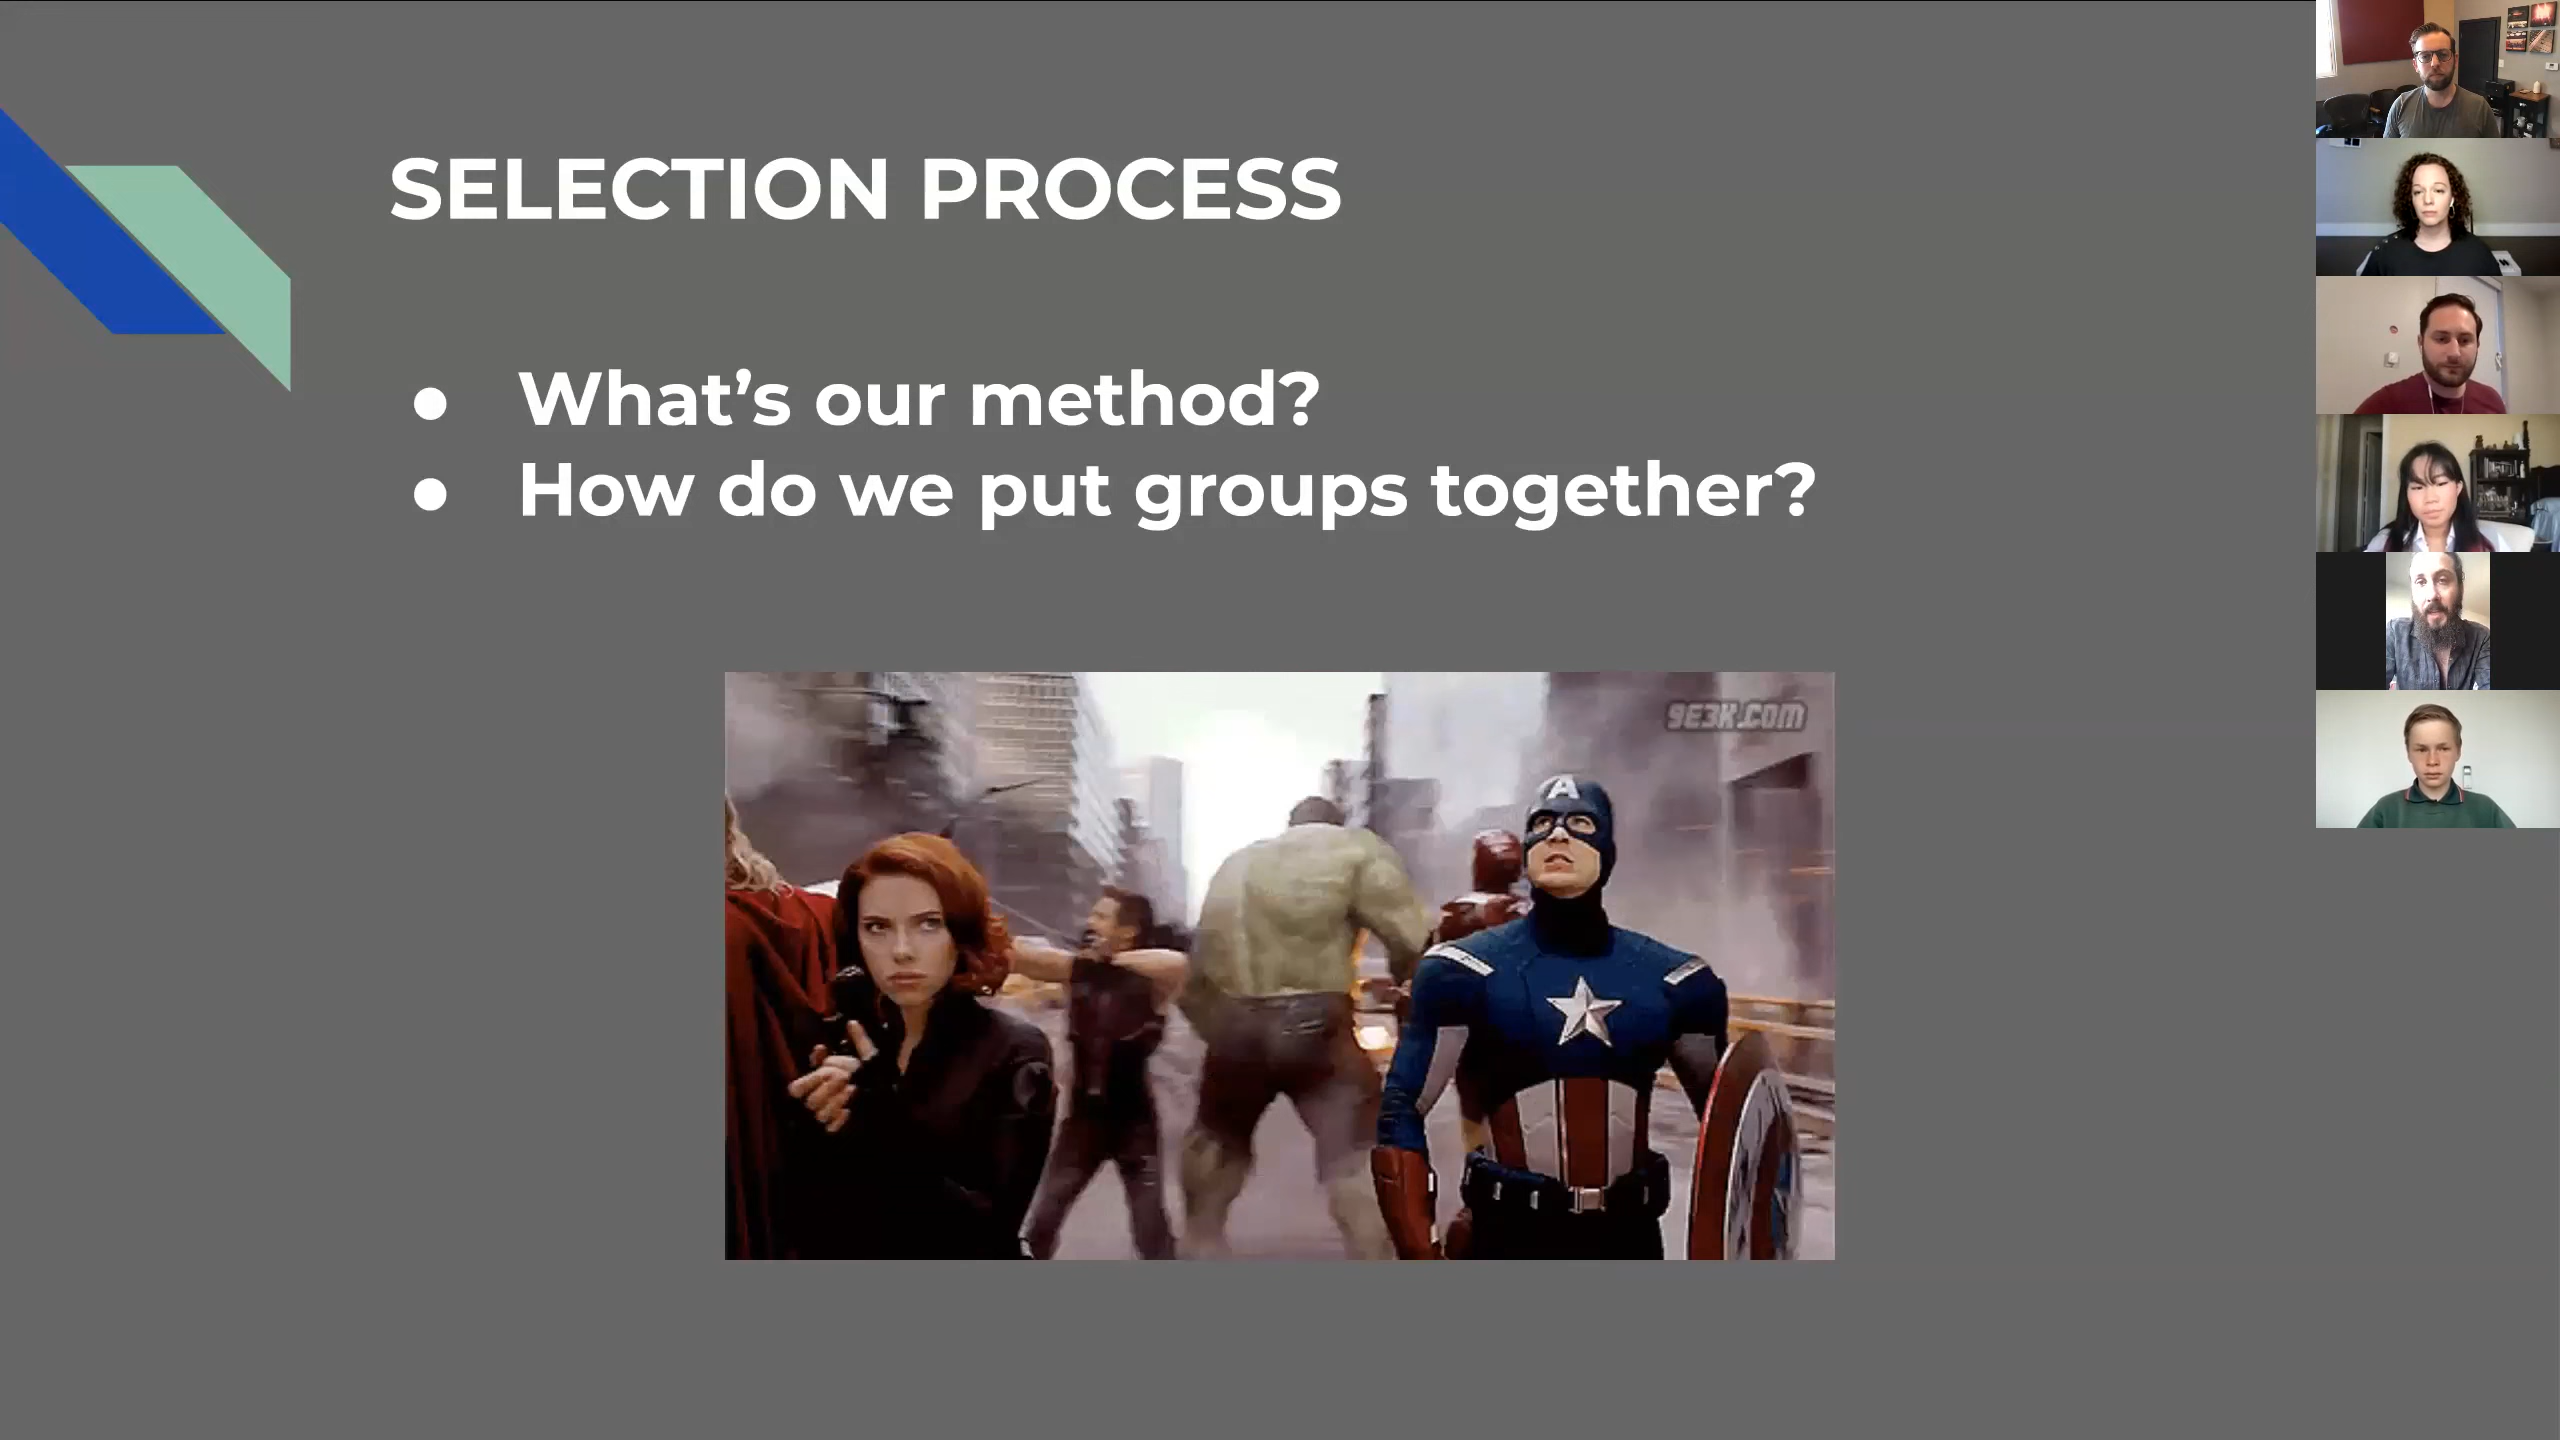 SELECTION PROCESS
● What’s our method?
● How do we put groups together?
9E3K.COM
A